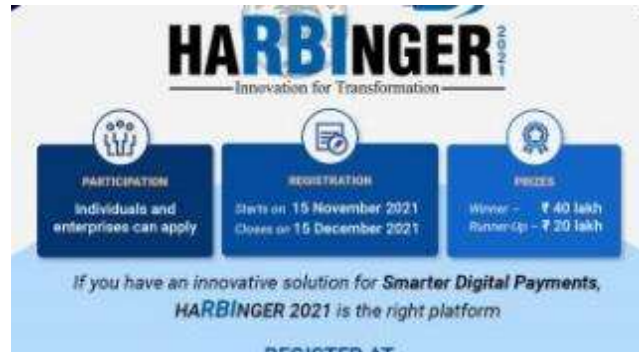 HARBINGER 2021
Innovation for Transformation
PARTICIPATION
Individuals and
enterprises can apply
REGISTRATION
Starts on 15 November 2021
Closes on 15 December 2021
PRIZES
Winner – ₹ 40 lakh
Runner-Up – ₹ 20 lakh
If you have an innovative solution for Smarter Digital Payments,
HARBINGER 2021 is the right platform
REGISTER AT